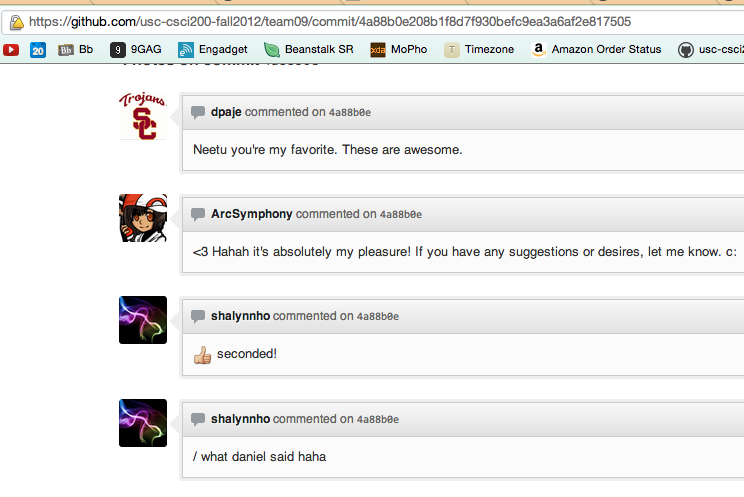 https://github.com/usc-csci200-fall2012/team09/commit/4a88b0e208b1f8d7f930befc9ea3a6af2e817505
20 Bb Bb 9 9GAG Engadget Beanstalk SR xda MoPho T Timezone a Amazon Order Status usc-csci2
Trojans
SC
dpaje commented on 4a88b0e
Neetu you're my favorite. These are awesome.
ArcSymphony commented on 4a88b0e
<3 Hahah it's absolutely my pleasure! If you have any suggestions or desires, let me know. c:
shalynnho commented on 4a88b0e
👍 seconded!
shalynnho commented on 4a88b0e
/ what daniel said haha